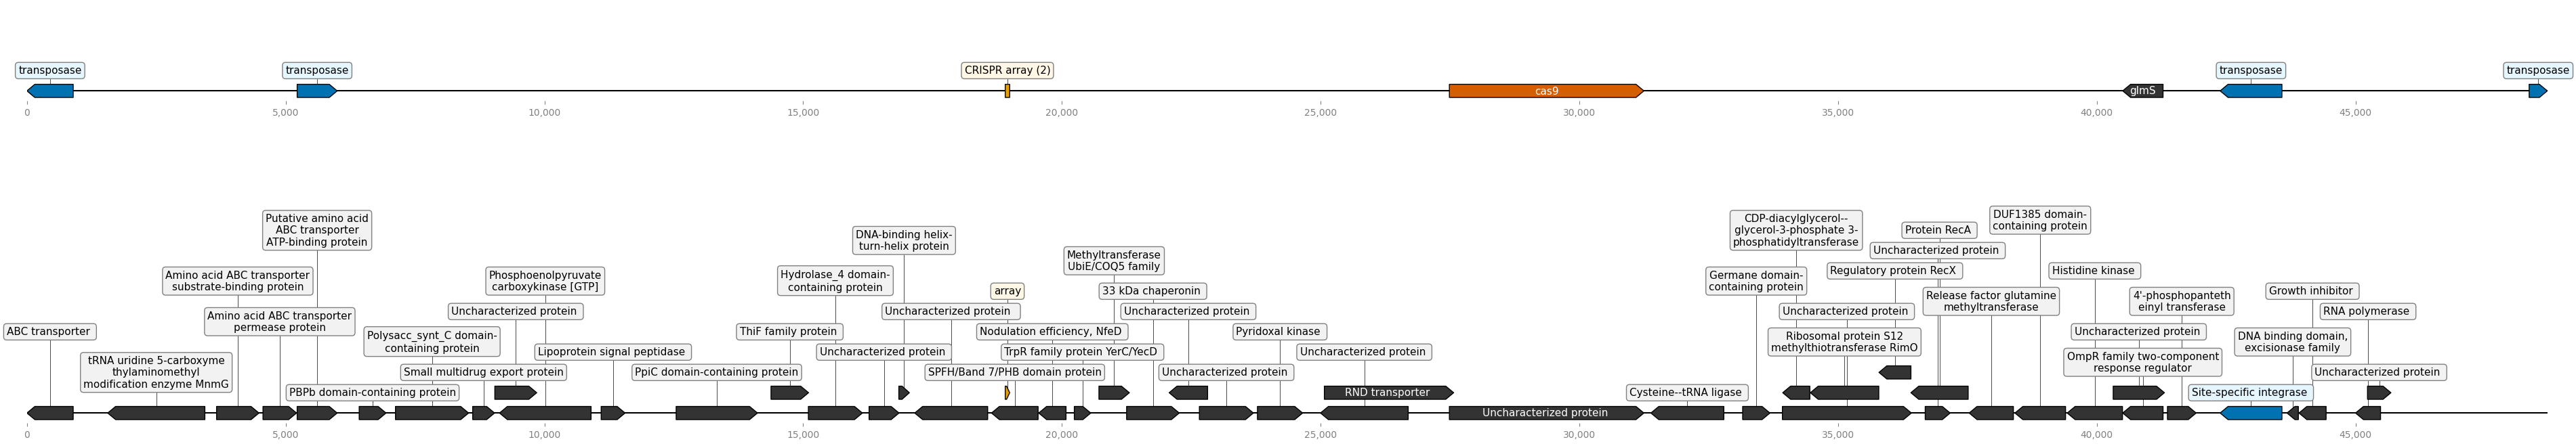 transposase
transposase
CRISPR array (2)
transposase
transposase
cas9
glmS
0
5,000
10,000
15,000
20,000
25,000
30,000
35,000
40,000
45,000
Putative amino acid
ABC transporter
ATP-binding protein
CDP-diacylglycerol--
glycerol-3-phosphate 3-
phosphatidyltransferase
DUF1385 domain-
containing protein
Protein RecA
DNA-binding helix-
turn-helix protein
Uncharacterized protein
Methyltransferase
UbiE/COQ5 family
Amino acid ABC transporter
substrate-binding protein
Phosphoenolpyruvate
carboxykinase [GTP]
Hydrolase_4 domain-
containing protein
Germane domain-
containing protein
Regulatory protein RecX
Histidine kinase
array
33 kDa chaperonin
Release factor glutamine
methyltransferase
4'-phosphopanteth
einyl transferase
Growth inhibitor
Amino acid ABC transporter
permease protein
Uncharacterized protein
Uncharacterized protein
Uncharacterized protein
Uncharacterized protein
RNA polymerase
ABC transporter
Polysacc_synt_C domain-
containing protein
ThiF family protein
Nodulation efficiency, NfeD
Pyridoxal kinase
Ribosomal protein S12
methylthiotransferase RimO
Uncharacterized protein
DNA binding domain,
excisionase family
tRNA uridine 5-carboxyme
thylaminomethyl
modification enzyme MnmG
Lipoprotein signal peptidase
Uncharacterized protein
TrpR family protein YerC/YecD
Uncharacterized protein
OmpR family two-component
response regulator
Small multidrug export protein
PpiC domain-containing protein
SPFH/Band 7/PHB domain protein
Uncharacterized protein
Uncharacterized protein
PBPb domain-containing protein
RND transporter
Cysteine--tRNA ligase
Site-specific integrase
Uncharacterized protein
0
5,000
10,000
15,000
20,000
25,000
30,000
35,000
40,000
45,000